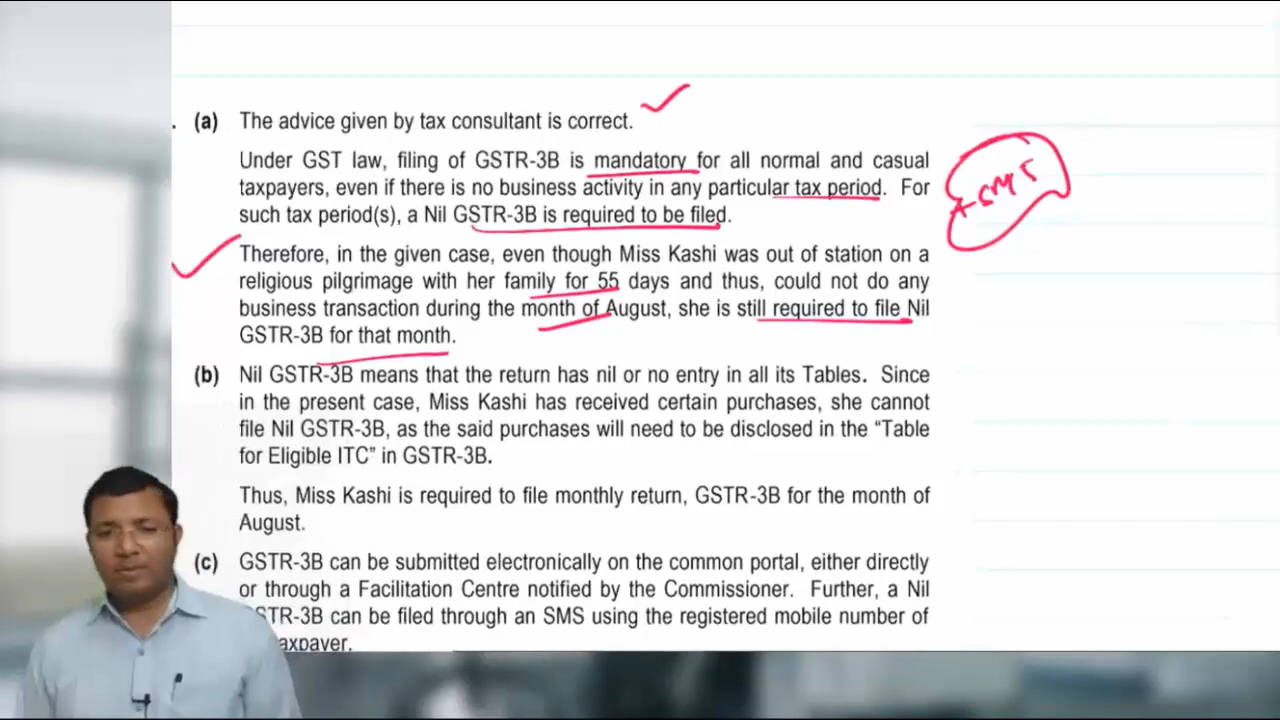 (a) The advice given by tax consultant is correct.
Under GST law, filing of GSTR-3B is mandatory for all normal and casual
taxpayers, even if there is no business activity in any particular tax period. For
such tax period(s), a Nil GSTR-3B is required to be filed.
Therefore, in the given case, even though Miss Kashi was out of station on a
religious pilgrimage with her family for 55 days and thus, could not do any
business transaction during the month of August, she is still required to file Nil
GSTR-3B for that month.
(b) Nil GSTR-3B means that the return has nil or no entry in all its Tables. Since
in the present case, Miss Kashi has received certain purchases, she cannot
file Nil GSTR-3B, as the said purchases will need to be disclosed in the “Table
for Eligible ITC” in GSTR-3B.
Thus, Miss Kashi is required to file monthly return, GSTR-3B for the month of
August.
(c) GSTR-3B can be submitted electronically on the common portal, either directly
or through a Facilitation Centre notified by the Commissioner. Further, a Nil
GSTR-3B can be filed through an SMS using the registered mobile number of
taxpayer.